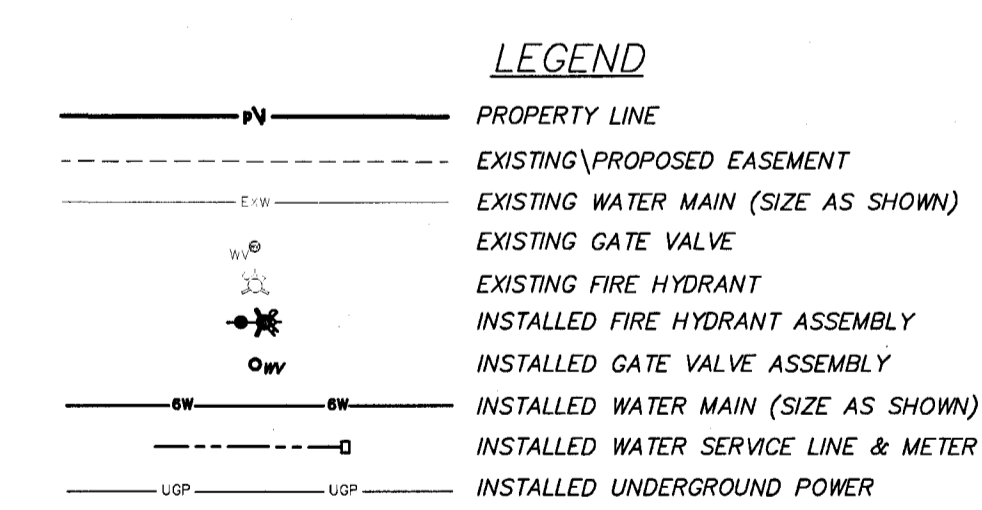 LEGEND
PROPERTY LINE
EXISTING\PROPOSED EASEMENT
EXW EXISTING WATER MAIN (SIZE AS SHOWN)
WV EXISTING GATE VALVE
EXISTING FIRE HYDRANT
INSTALLED FIRE HYDRANT ASSEMBLY
WV INSTALLED GATE VALVE ASSEMBLY
6W 6W INSTALLED WATER MAIN (SIZE AS SHOWN)
INSTALLED WATER SERVICE LINE & METER
UGP UGP INSTALLED UNDERGROUND POWER